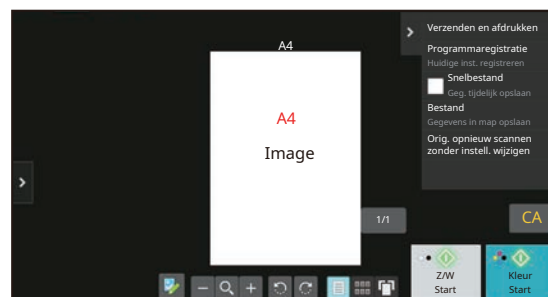 A4
A4
Image
1/1
Verzenden en afdrukken
Programmaregistratie
Huidige inst. registreren
Snelbestand
Geg. tijdelijk opslaan
Bestand
Gegevens in map opslaan
Orig. opnieuw scannen
zonder instell. wijzigen
CA
Z/W
Start
Kleur
Start